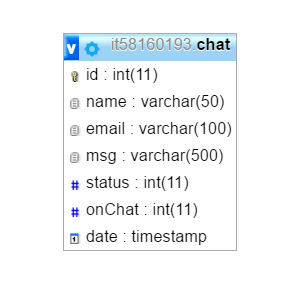 v it58160193 chat
id : int(11)
name : varchar(50)
email : varchar(100)
msg : varchar(500)
# status : int(11)
# onChat : int(11)
1 date : timestamp